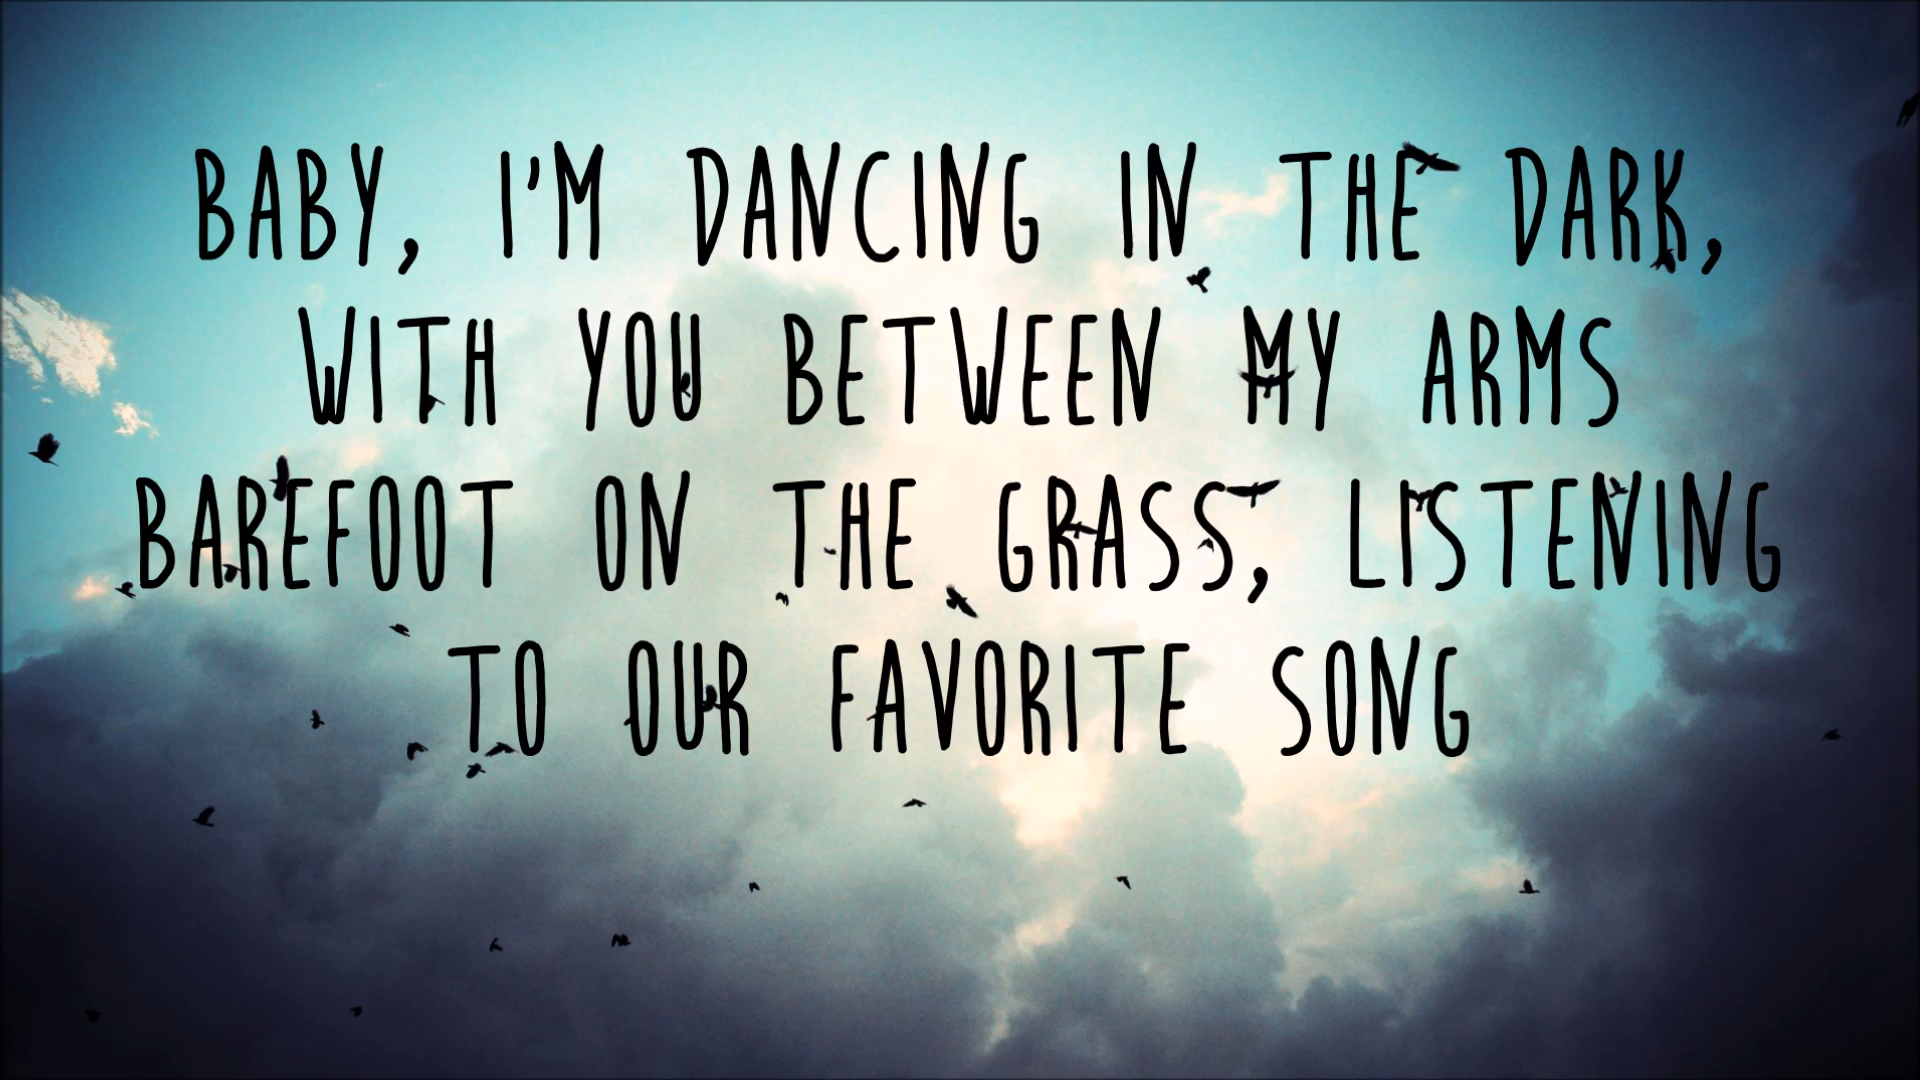 BABY, I'M DANCING IN THE DARK,
WITH YOU BETWEEN MY ARMS
BAREFOOT ON THE GRASS, LISTENING
TO OUR FAVORITE SONG